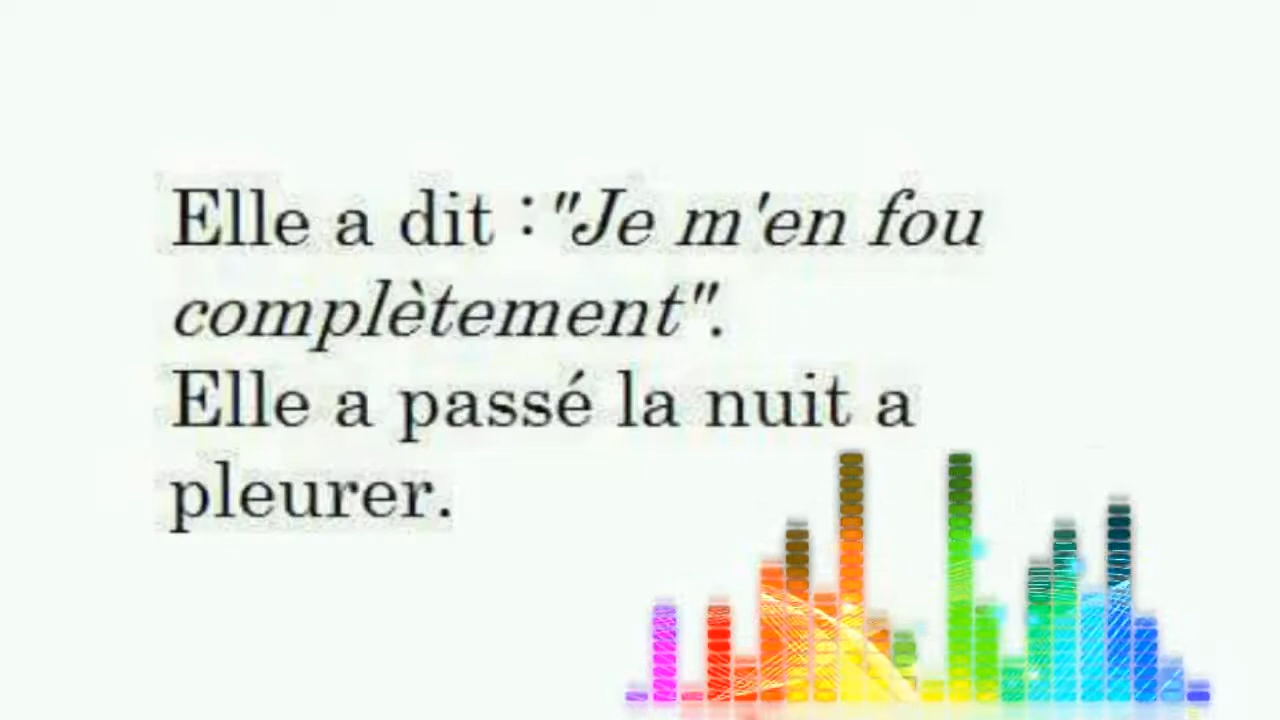 Elle a dit :"Je m'en fou
complètement".
Elle a passé la nuit a
pleurer.